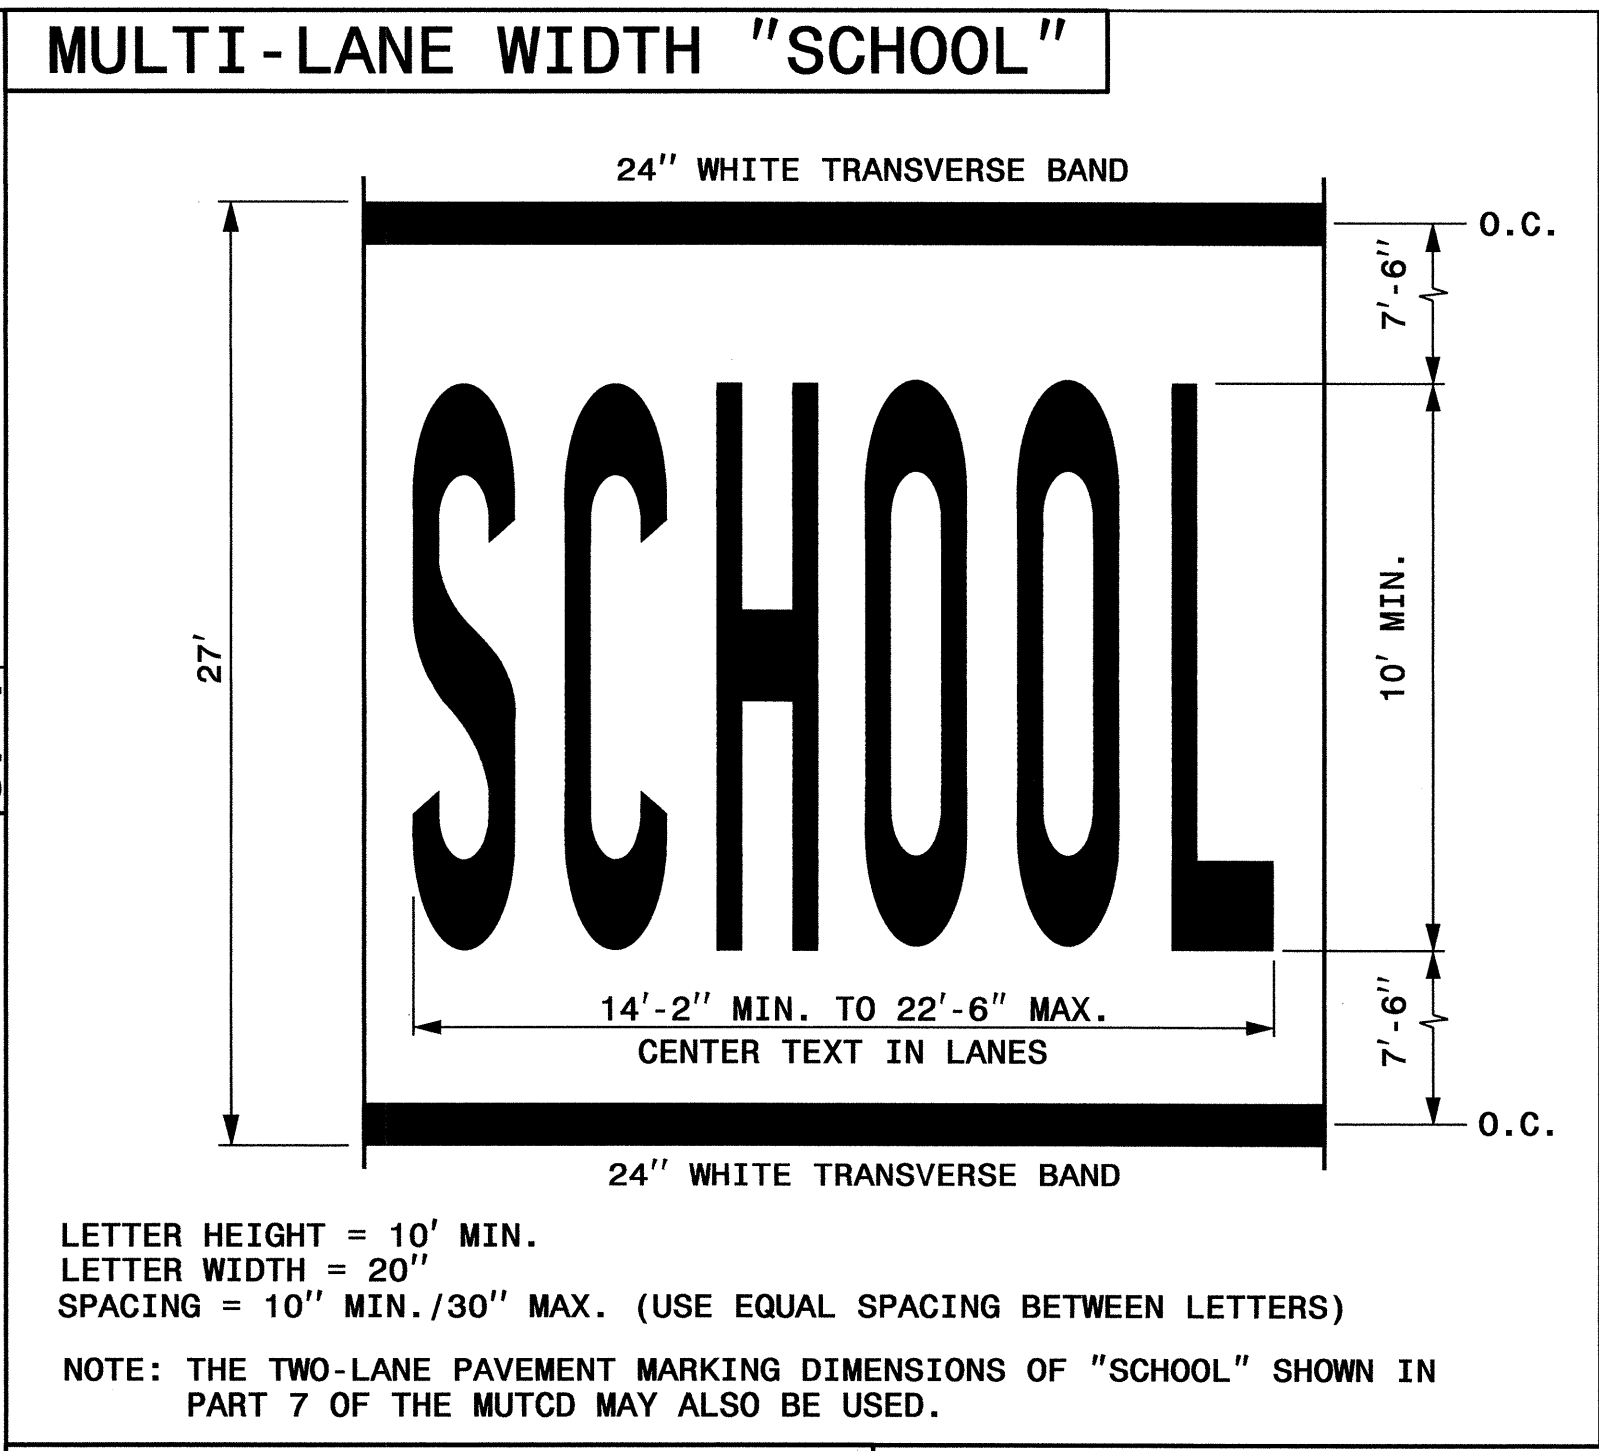 MULTI-LANE WIDTH "SCHOOL"
24" WHITE TRANSVERSE BAND
O.C.
7'-6"
SCHOOL
27'
10' MIN.
14'-2" MIN. TO 22'-6" MAX.
CENTER TEXT IN LANES
7'-6"
O.C.
24" WHITE TRANSVERSE BAND
LETTER HEIGHT = 10' MIN.
LETTER WIDTH = 20"
SPACING = 10" MIN./30" MAX. (USE EQUAL SPACING BETWEEN LETTERS)
NOTE: THE TWO-LANE PAVEMENT MARKING DIMENSIONS OF "SCHOOL" SHOWN IN
PART 7 OF THE MUTCD MAY ALSO BE USED.